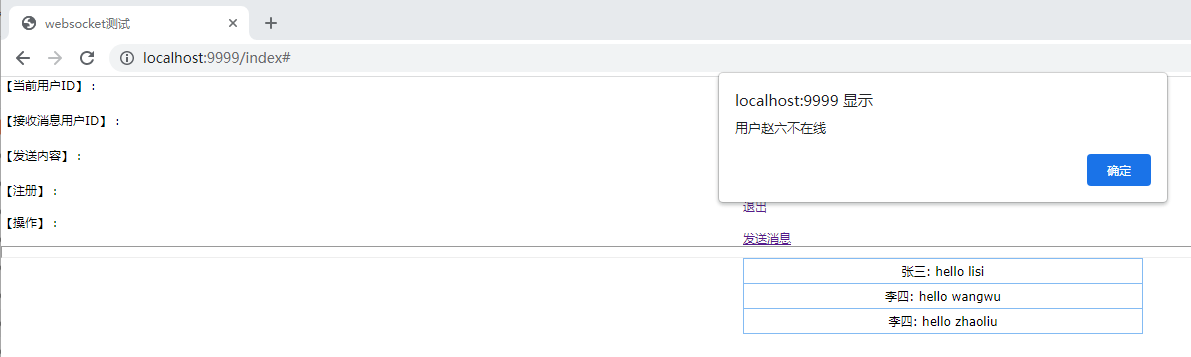 websocket测试
localhost:9999/index#
【当前用户ID】:
【接收消息用户ID】:
【发送内容】:
【注册】:
【操作】:
localhost:9999 显示
用户赵六不在线
确定
退出
发送消息
张三: hello lisi
李四: hello wangwu
李四: hello zhaoliu